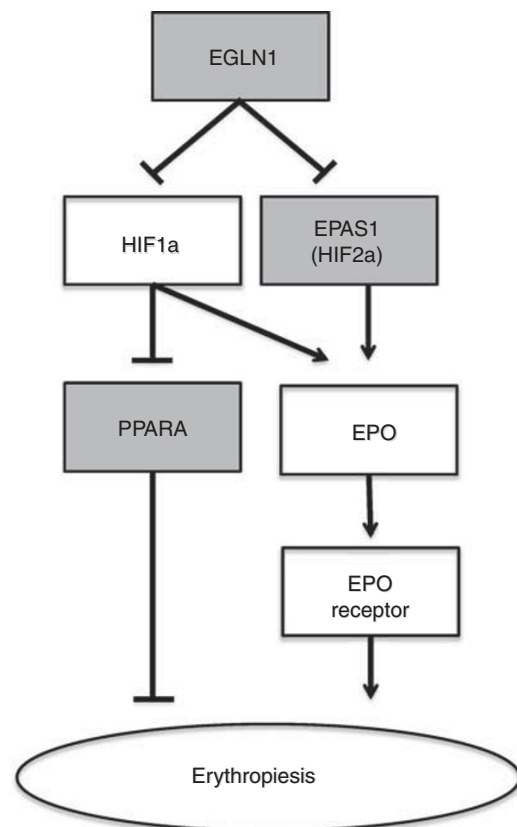 EGLN1
HIF1a
EPAS1
(HIF2a)
PPARA
EPO
EPO
receptor
Erythropiesis